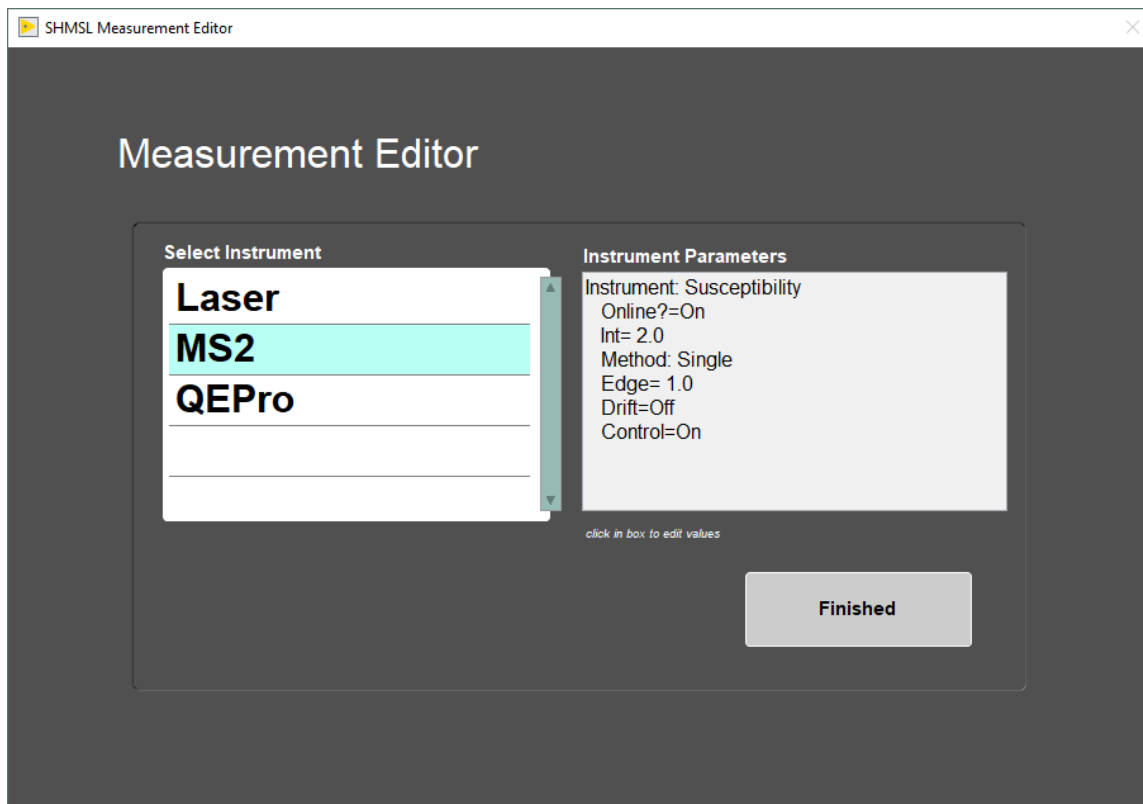 SHMSL Measurement Editor
Measurement Editor
Select Instrument
Laser
MS2
QEPro
Instrument Parameters
Instrument: Susceptibility
Online?=On
Int= 2.0
Method: Single
Edge= 1.0
Drift=Off
Control=On
click in box to edit values
Finished